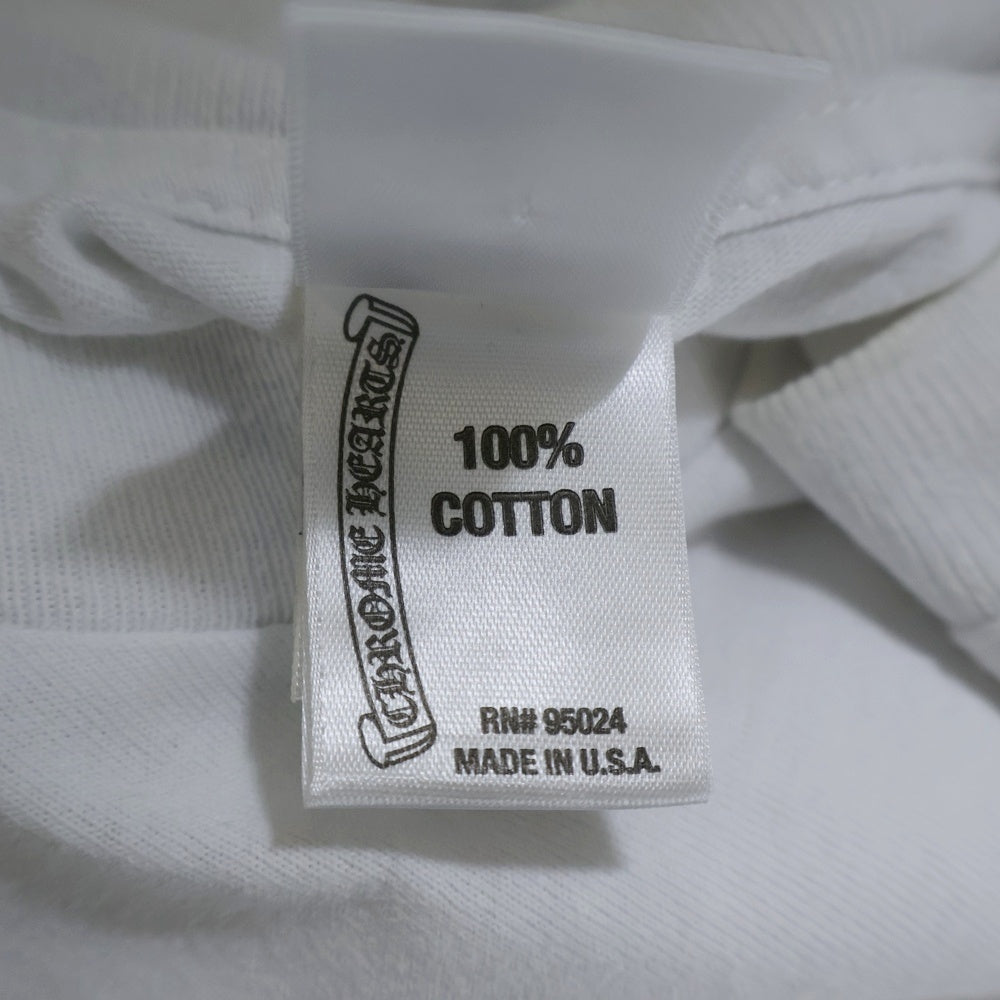 CHROME HEARTS
100%
COTTON
RN# 95024
MADE IN U.S.A.